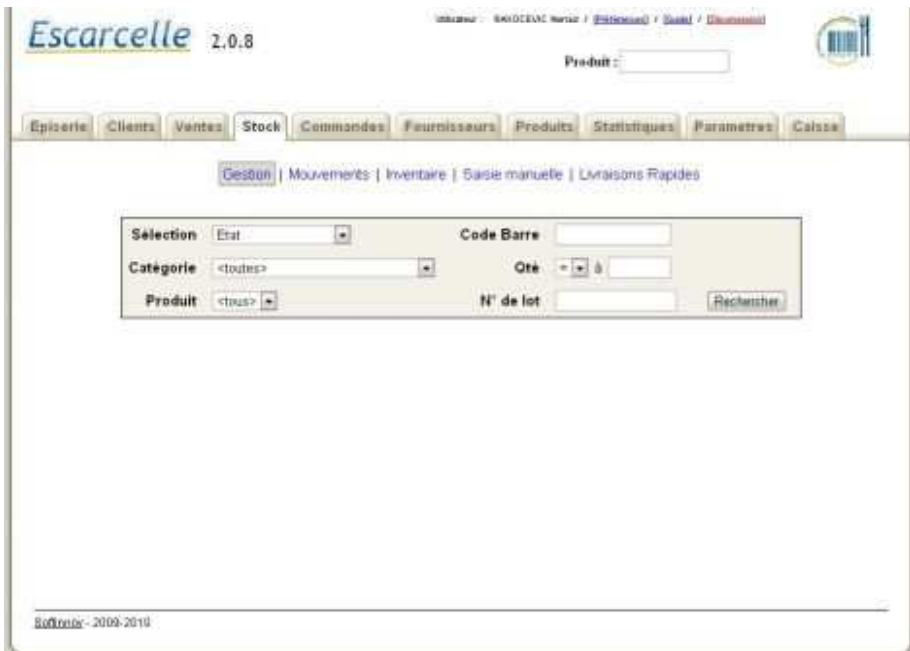 Escarcelle 2.0.8
Utilisateur :
Produit :
Epicerie Clients Ventes Stock Commandes Fournisseurs Produits Statistiques Parametres Caisse
Gestion | Mouvements | Inventaire | Saisie manuelle | Livraisons Rapides
Sélection Etat Code Barre
Catégorie <toutes> Qté = à
Produit <tous> N° de lot Rechercher
2009-2010